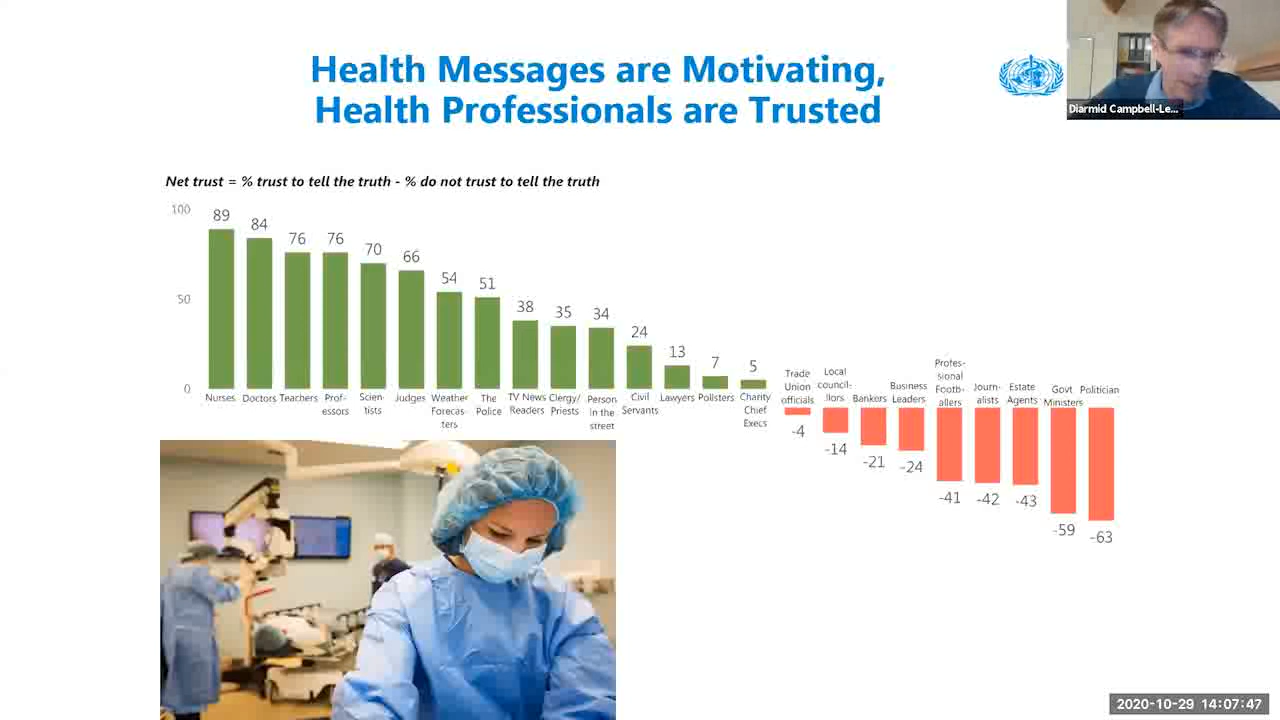 Health Messages are Motivating,
Health Professionals are Trusted
Diarmid Campbell-Le...
Net trust = % trust to tell the truth - % do not trust to tell the truth
100
50
0
89
84
76
76
70
66
54
51
38
35
34
24
13
7
5
Nurses
Doctors
Teachers
Prof-
essors
Scien-
tists
Judges
Weather
Forecas-
ters
The
Police
TV News
Readers
Clergy/
Priests
Person
in the
street
Civil
Servants
Lawyers
Pollsters
Charity
Chief
Execs
Trade
Union
officials
Local
council-
llors
Bankers
Business
Leaders
Profes-
sional
Footb-
allers
Journ-
alists
Estate
Agents
Govt
Ministers
Politician
-4
-14
-21
-24
-41
-42
-43
-59
-63
2020-10-29 14:07:47